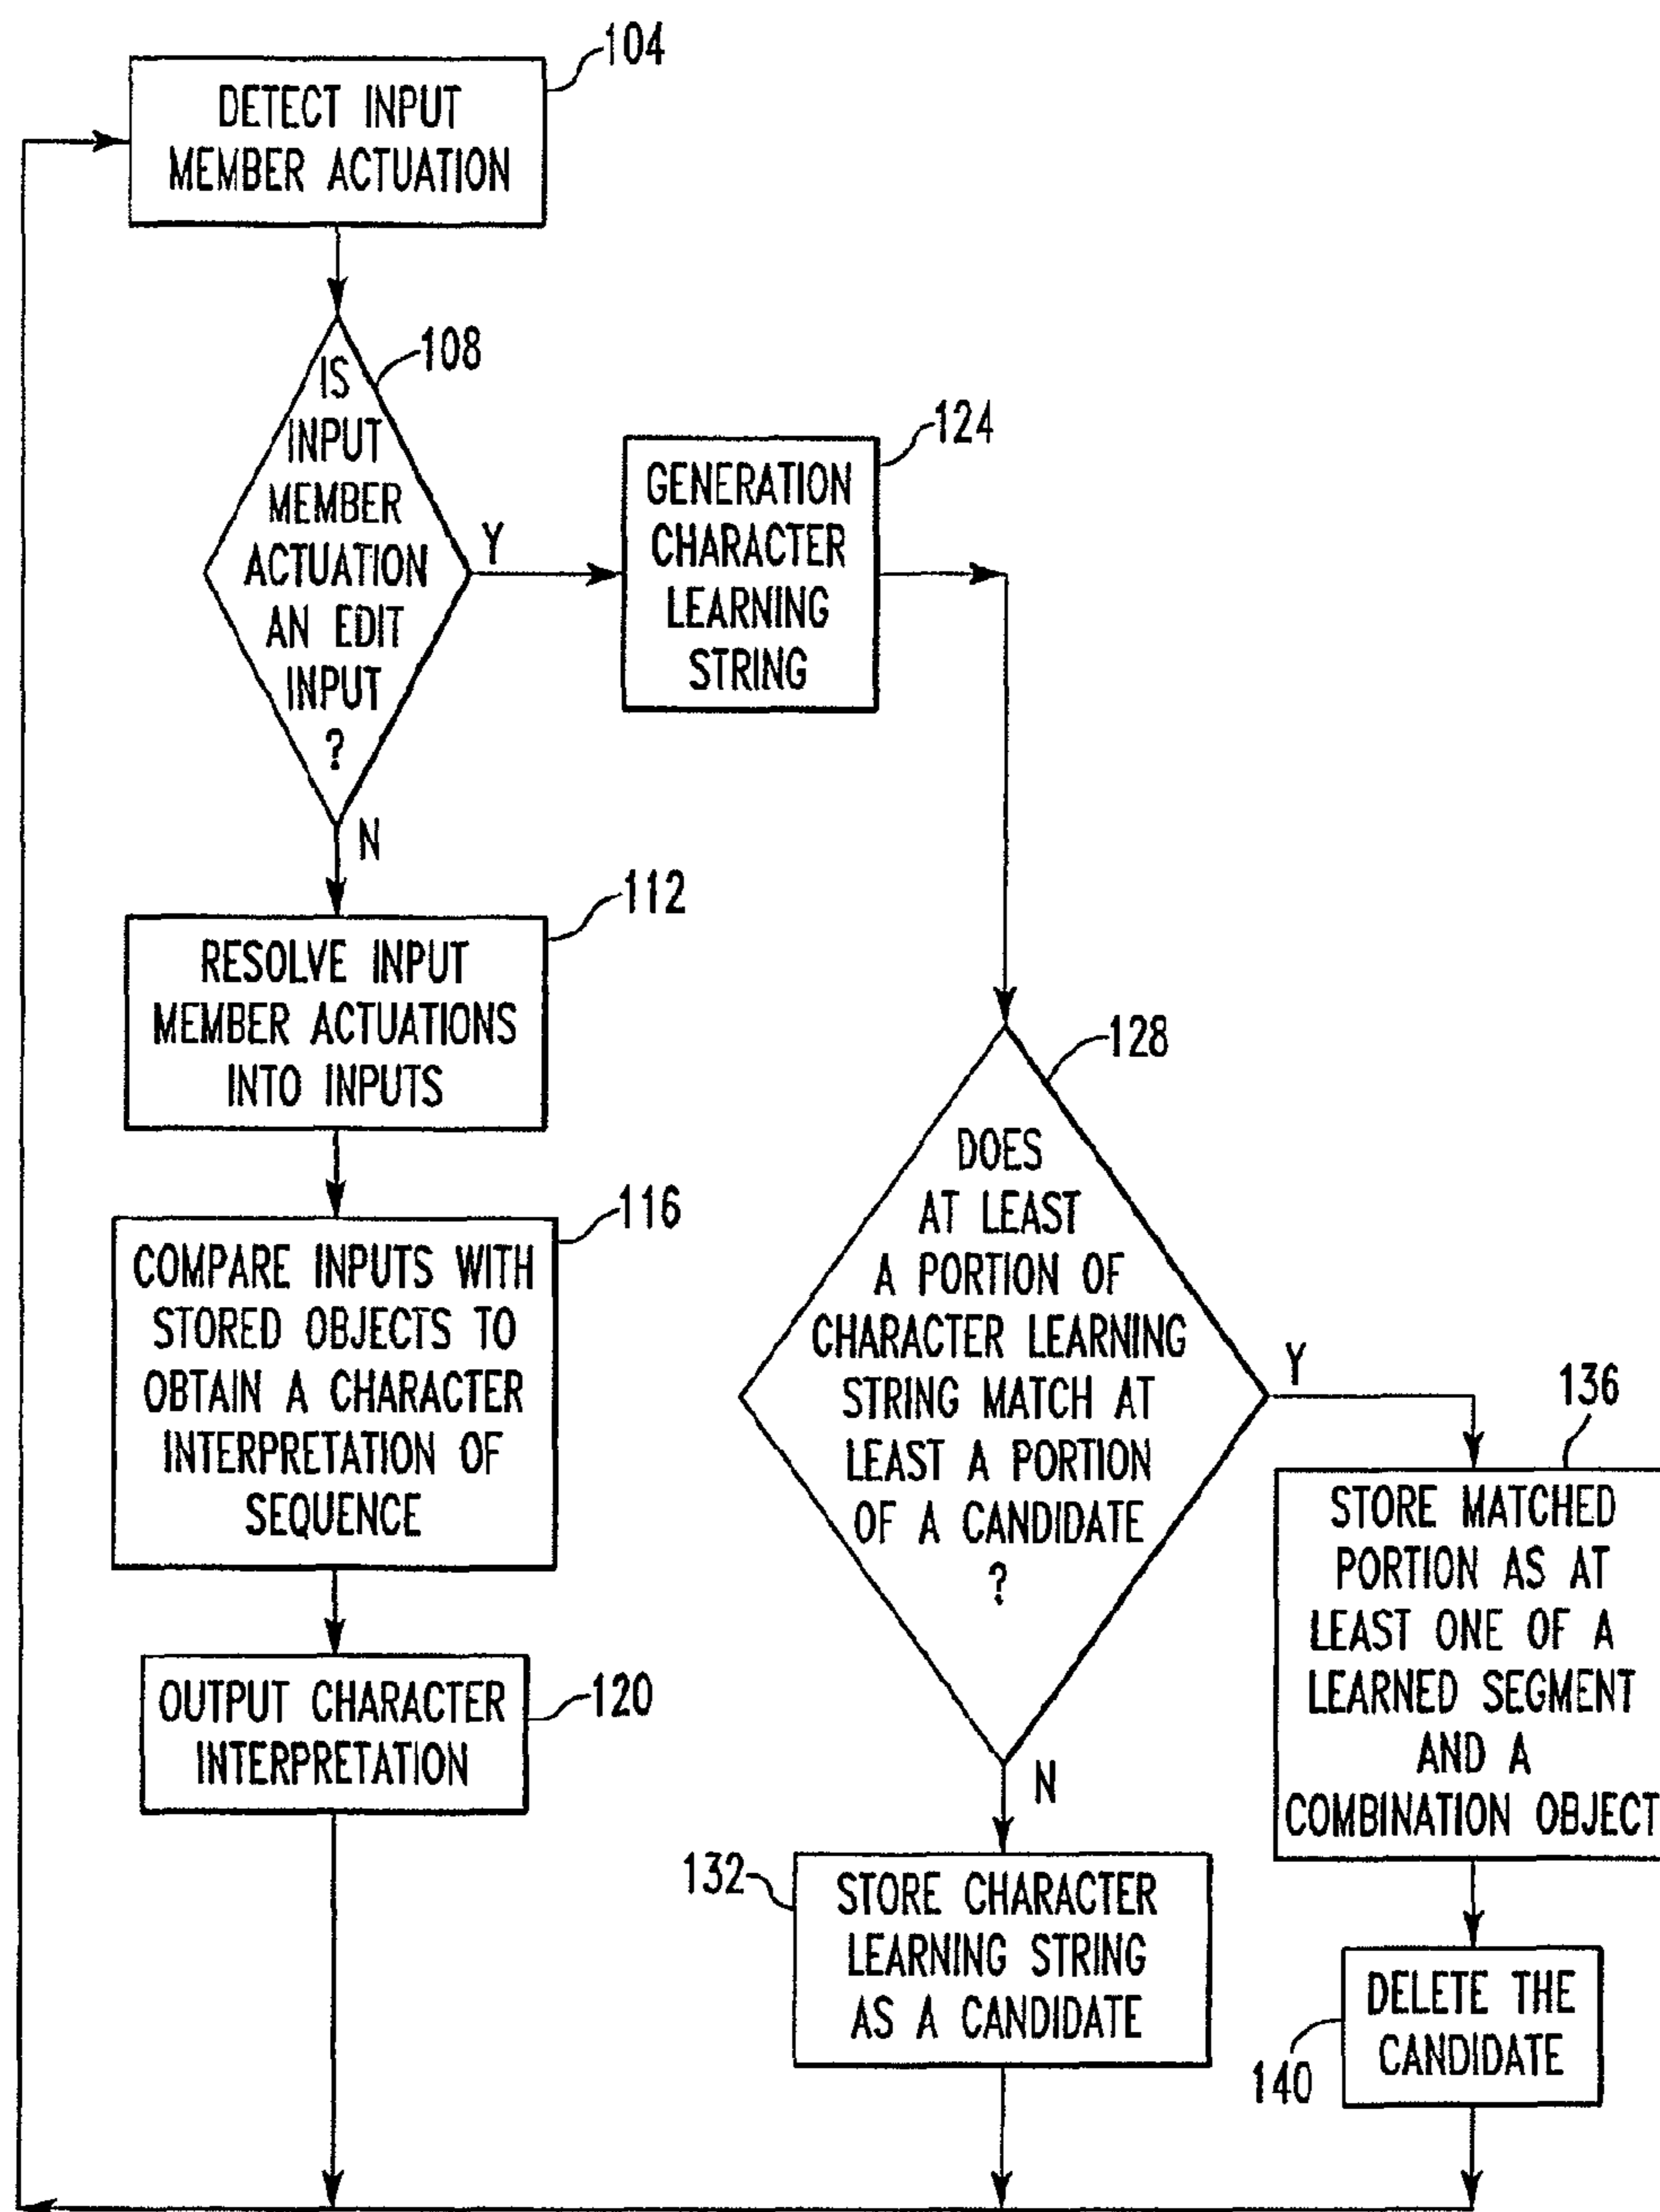 104
DETECT INPUT
MEMBER ACTUATION
108
IS
INPUT
MEMBER
ACTUATION
AN EDIT
INPUT
?
Y
N
124
GENERATION
CHARACTER
LEARNING
STRING
112
RESOLVE INPUT
MEMBER ACTUATIONS
INTO INPUTS
116
COMPARE INPUTS WITH
STORED OBJECTS TO
OBTAIN A CHARACTER
INTERPRETATION OF
SEQUENCE
120
OUTPUT CHARACTER
INTERPRETATION
128
DOES
AT LEAST
A PORTION OF
CHARACTER LEARNING
STRING MATCH AT
LEAST A PORTION
OF A CANDIDATE
?
Y
N
132
STORE CHARACTER
LEARNING STRING
AS A CANDIDATE
136
STORE MATCHED
PORTION AS AT
LEAST ONE OF A
LEARNED SEGMENT
AND A
COMBINATION OBJECT
140
DELETE THE
CANDIDATE